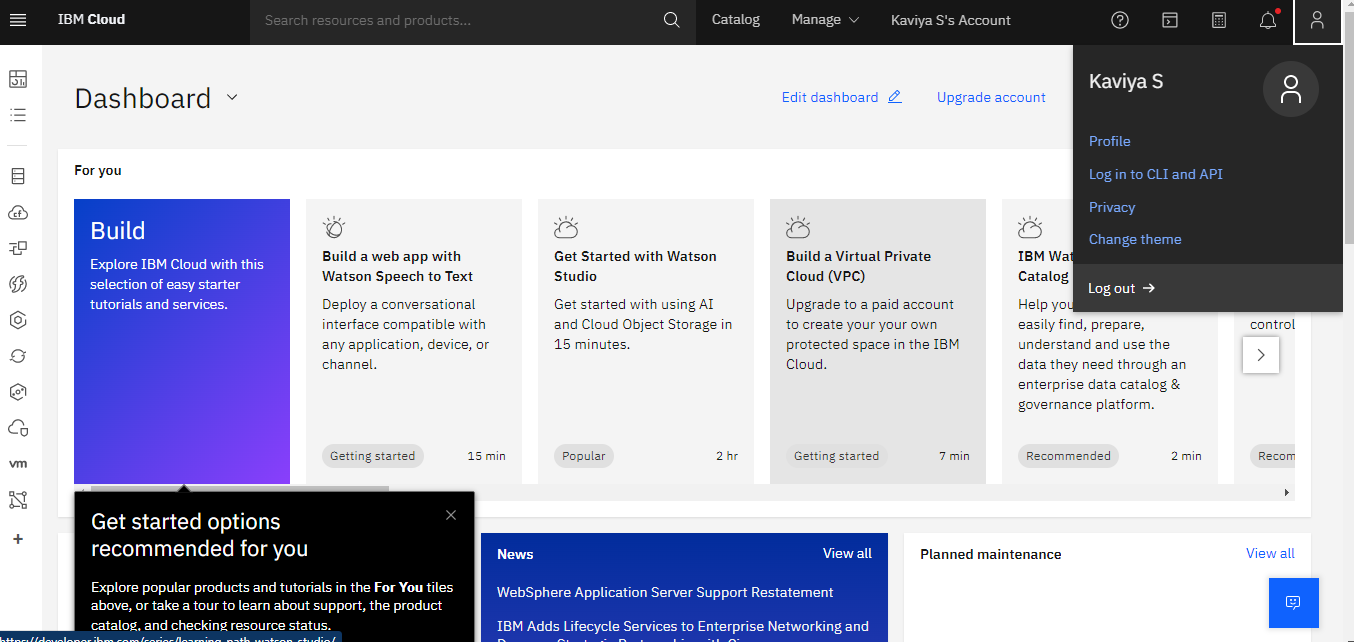 IBM Cloud
Search resources and products...
Catalog
Manage
Kaviya S's Account
Dashboard
Edit dashboard
Upgrade account
Kaviya S
Profile
Log in to CLI and API
Privacy
Change theme
Log out
For you
Build
Explore IBM Cloud with this
selection of easy starter
tutorials and services.
Build a web app with
Watson Speech to Text
Deploy a conversational
interface compatible with
any application, device, or
channel.
Getting started
15 min
Get Started with Watson
Studio
Get started with using AI
and Cloud Object Storage in
15 minutes.
Popular
2 hr
Build a Virtual Private
Cloud (VPC)
Upgrade to a paid account
to create your your own
protected space in the IBM
Cloud.
Getting started
7 min
IBM Wat
Catalog
Help you
easily find, prepare,
understand and use the
data they need through an
enterprise data catalog &
governance platform.
Recommended
2 min
control
Recom
cf
vm
Get started options
recommended for you
Explore popular products and tutorials in the For You tiles
above, or take a tour to learn about support, the product
catalog, and checking resource status.
https://developer.ibm.com/series/learning-path-watson-studio/
News
View all
WebSphere Application Server Support Restatement
IBM Adds Lifecycle Services to Enterprise Networking and
Planned maintenance
View all